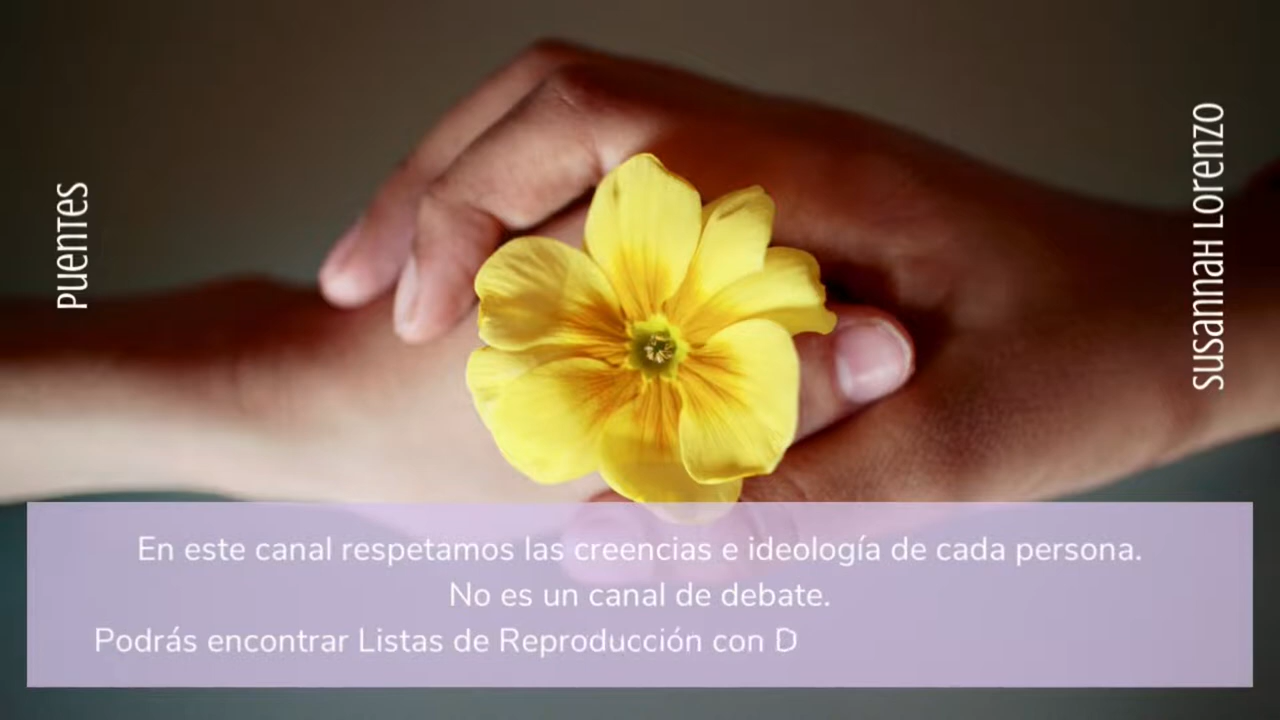 PUENTES
SUSANNAH LORENZO
En este canal respetamos las creencias e ideología de cada persona.
No es un canal de debate.
Podrás encontrar Listas de Reproducción con D